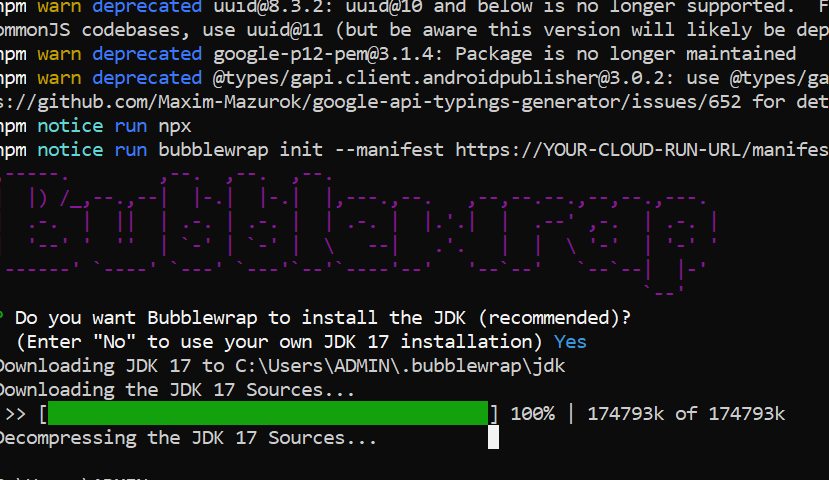 npm warn deprecated uuid@8.3.2: uuid@10 and below is no longer supported. F
ommonJS codebases, use uuid@11 (but be aware this version will likely be dep
npm warn deprecated google-p12-pem@3.1.4: Package is no longer maintained
npm warn deprecated @types/gapi.client.androidpublisher@3.0.2: use @types/ga
s://github.com/Maxim-Mazurok/google-api-typings-generator/issues/652 for det
npm notice run npx
npm notice run bubblewrap init --manifest https://YOUR-CLOUD-RUN-URL/manifes
Bubblewrap
? Do you want Bubblewrap to install the JDK (recommended)?
(Enter "No" to use your own JDK 17 installation) Yes
Downloading JDK 17 to C:\Users\ADMIN\.bubblewrap\jdk
Downloading the JDK 17 Sources...
>> [ ] 100% | 174793k of 174793k
Decompressing the JDK 17 Sources...